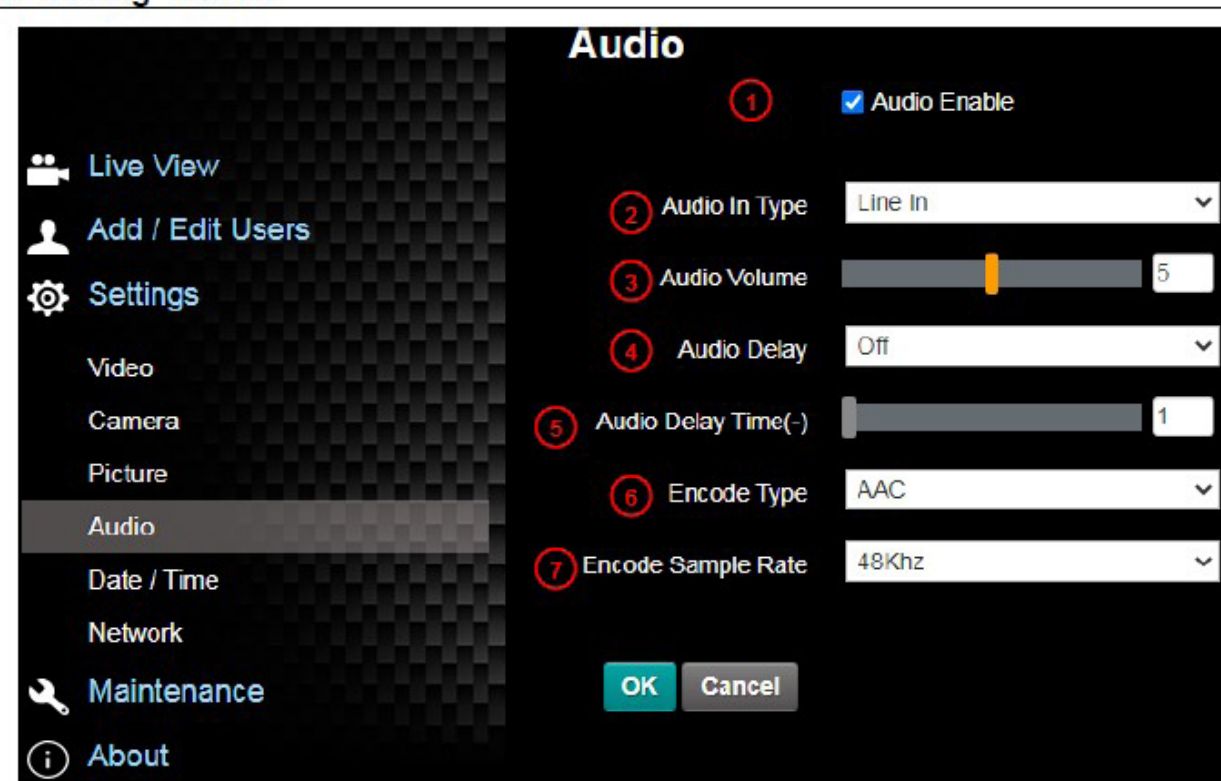 Audio
1 Audio Enable
Live View
Add / Edit Users
Settings
Video
Camera
Picture
Audio
Date / Time
Network
Maintenance
About
2 Audio In Type Line In
3 Audio Volume 5
4 Audio Delay Off
5 Audio Delay Time(-) 1
6 Encode Type AAC
7 Encode Sample Rate 48Khz
OK Cancel